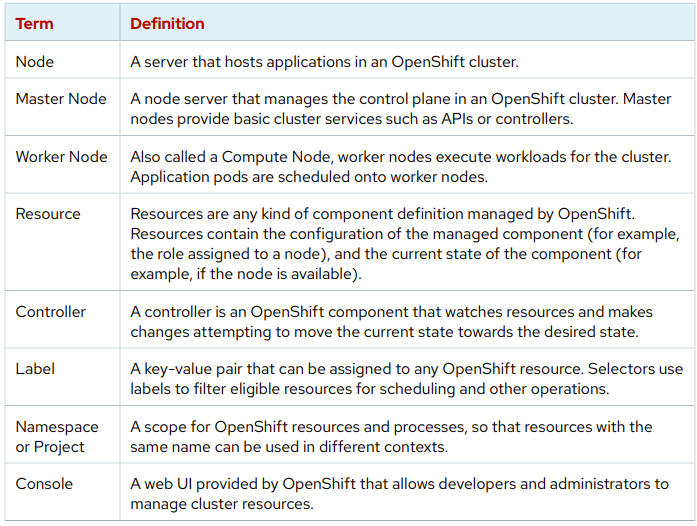 Term Definition
Node A server that hosts applications in an OpenShift cluster.
Master Node A node server that manages the control plane in an OpenShift cluster. Master
nodes provide basic cluster services such as APIs or controllers.
Worker Node Also called a Compute Node, worker nodes execute workloads for the cluster.
Application pods are scheduled onto worker nodes.
Resource Resources are any kind of component definition managed by OpenShift.
Resources contain the configuration of the managed component (for example,
the role assigned to a node), and the current state of the component (for
example, if the node is available).
Controller A controller is an OpenShift component that watches resources and makes
changes attempting to move the current state towards the desired state.
Label A key-value pair that can be assigned to any OpenShift resource. Selectors use
labels to filter eligible resources for scheduling and other operations.
Namespace A scope for OpenShift resources and processes, so that resources with the
or Project same name can be used in different contexts.
Console A web UI provided by OpenShift that allows developers and administrators to
manage cluster resources.